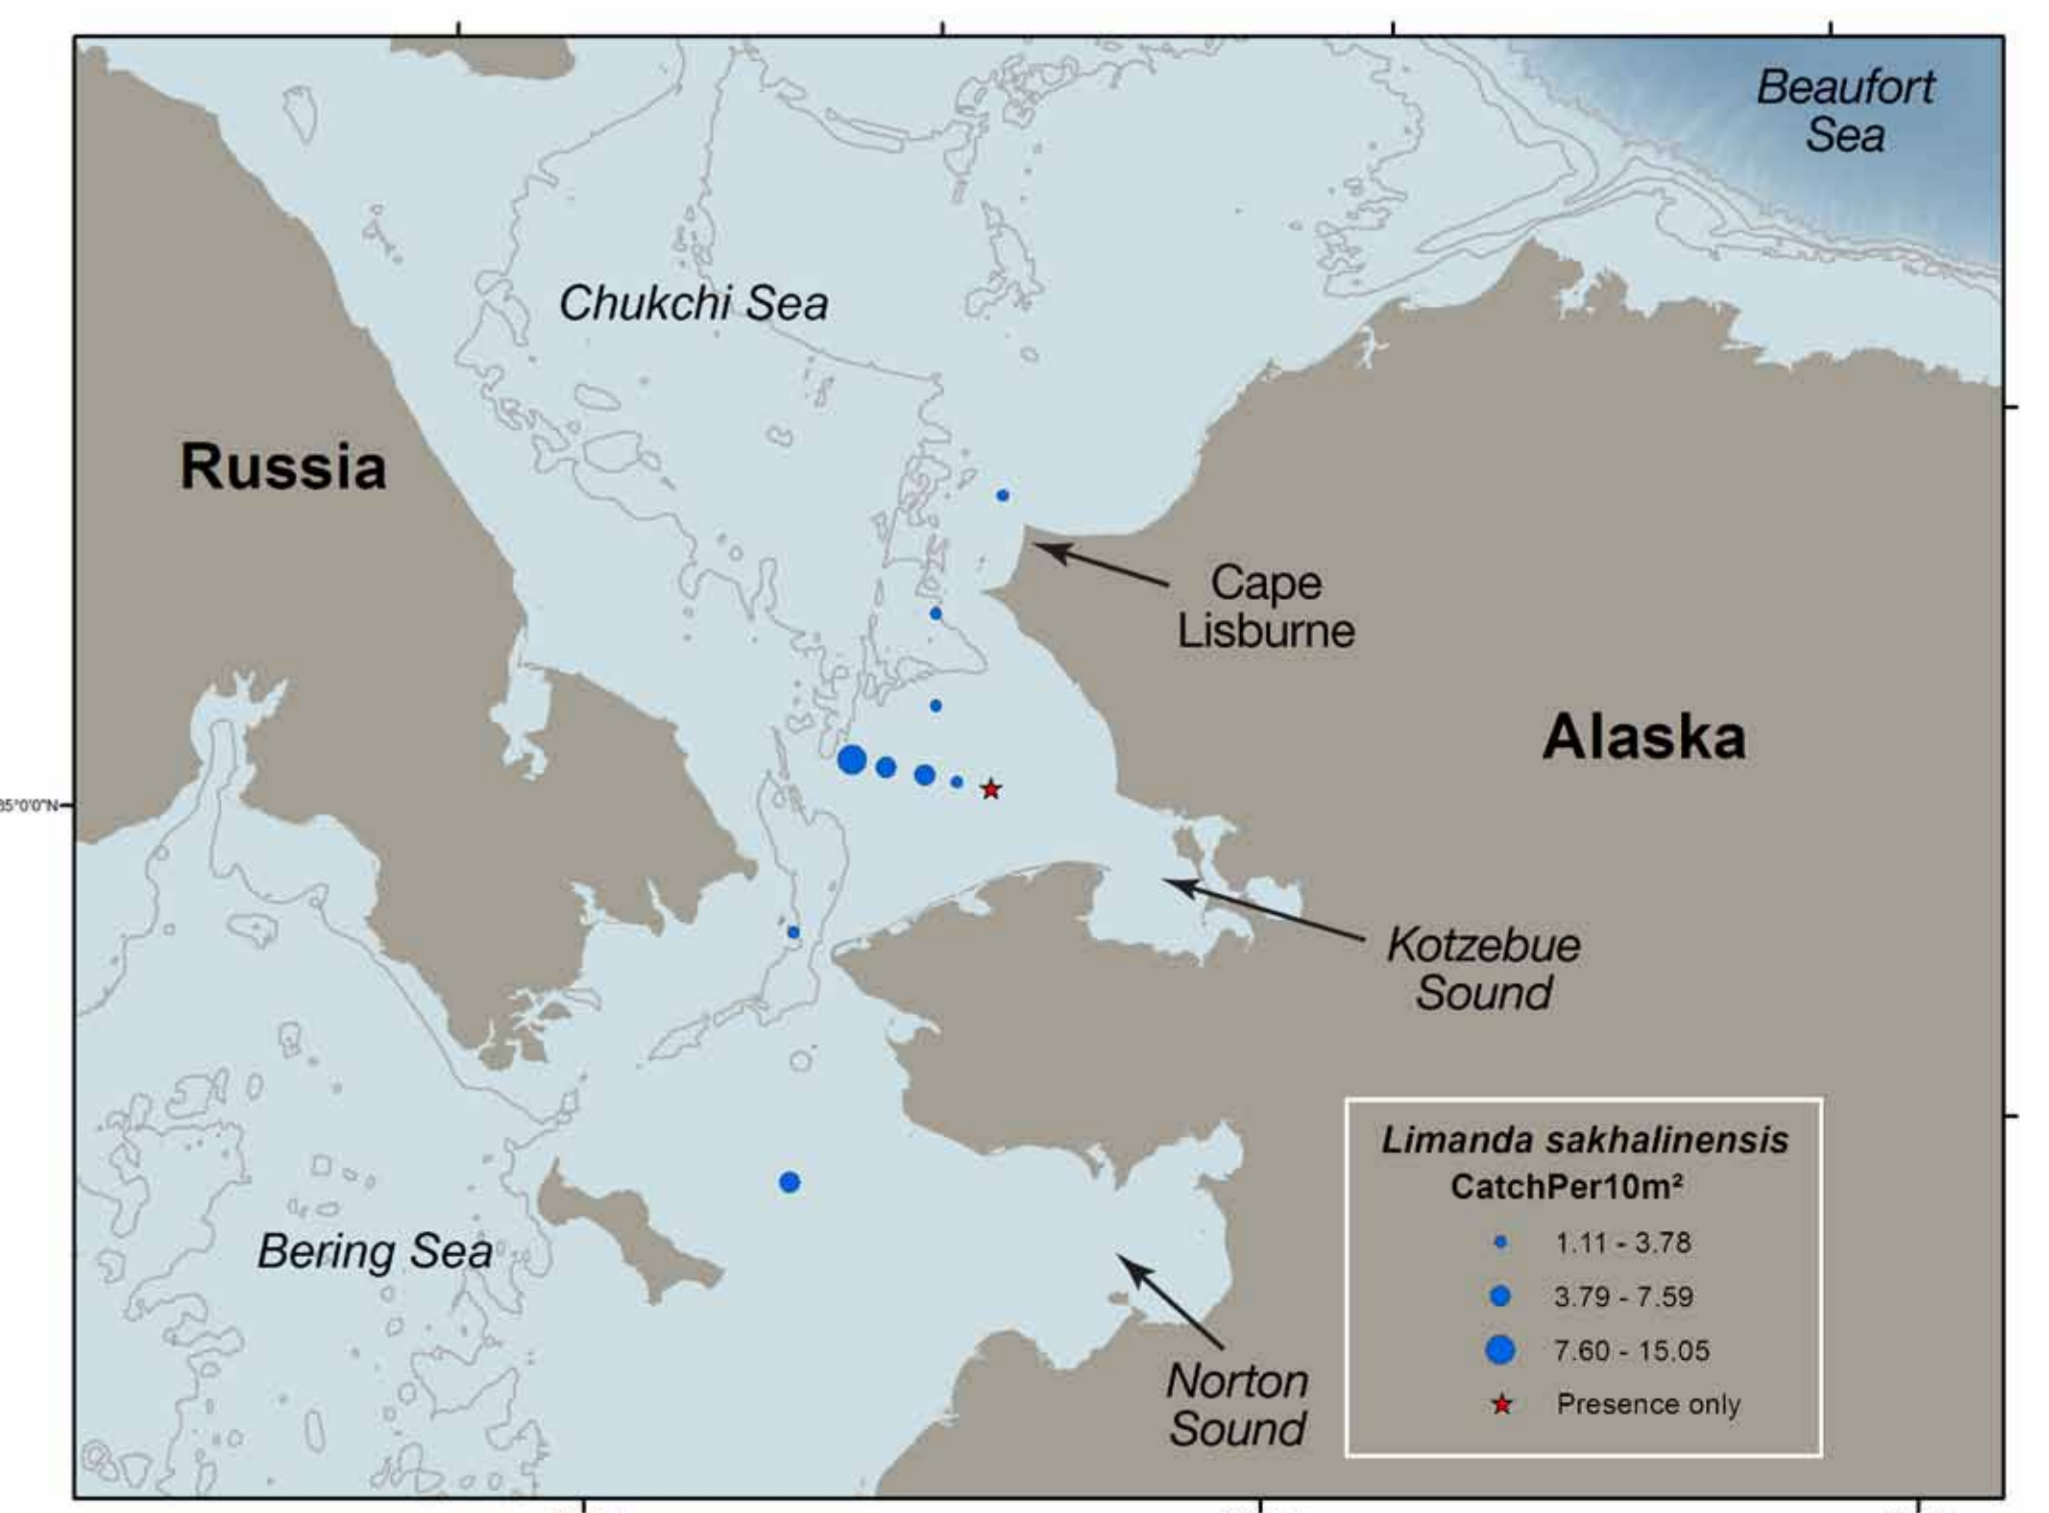 Beaufort
Sea
Chukchi Sea
Russia
Cape
Lisburne
Alaska
Kotzebue
Sound
Limanda sakhalinensis
CatchPer10m²
1.11 - 3.78
3.79 - 7.59
7.60 - 15.05
Presence only
Bering Sea
Norton
Sound